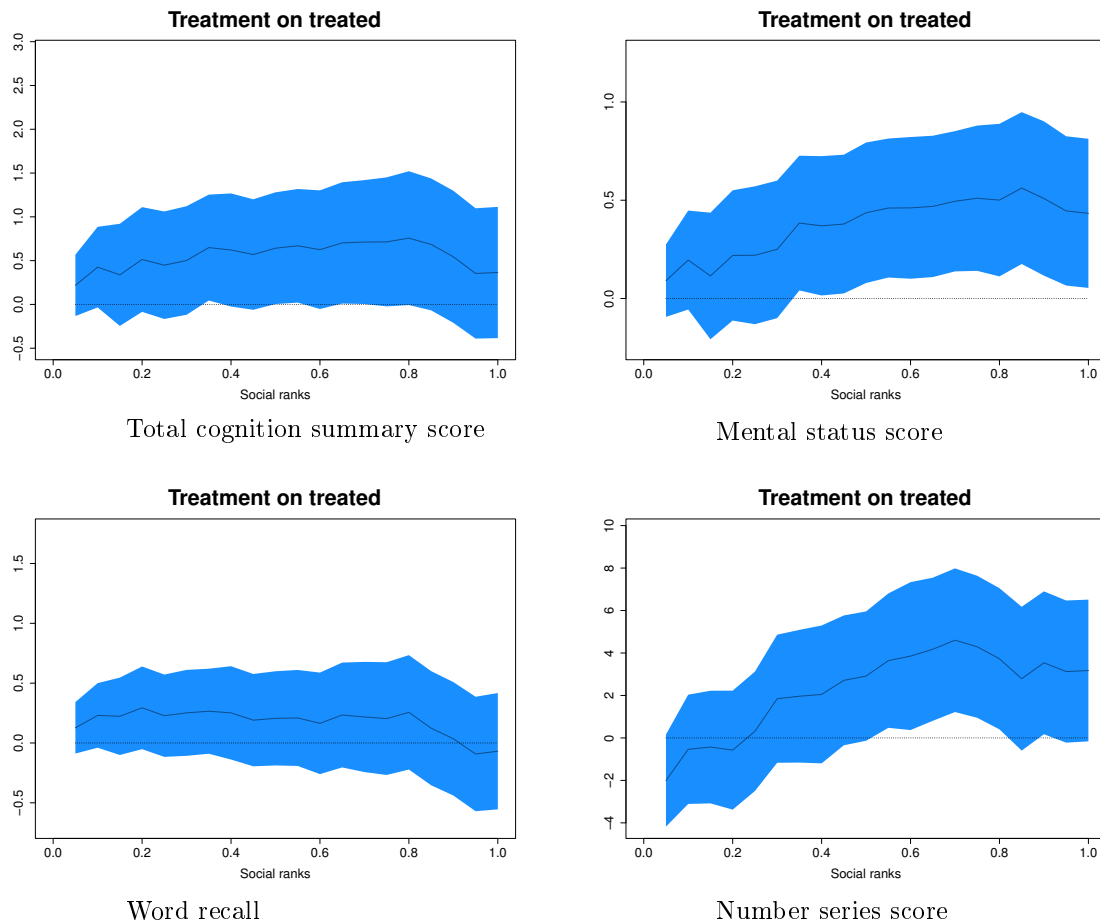 Treatment on treated
3.0
2.5
2.0
1.5
1.0
0.5
0.0
−0.5
0.0 0.2 0.4 0.6 0.8 1.0
Social ranks
Total cognition summary score
Treatment on treated
1.0
0.5
0.0
0.0 0.2 0.4 0.6 0.8 1.0
Social ranks
Mental status score
Treatment on treated
1.5
1.0
0.5
0.0
−0.5
0.0 0.2 0.4 0.6 0.8 1.0
Social ranks
Word recall
Treatment on treated
10
8
6
4
2
0
−2
−4
0.0 0.2 0.4 0.6 0.8 1.0
Social ranks
Number series score